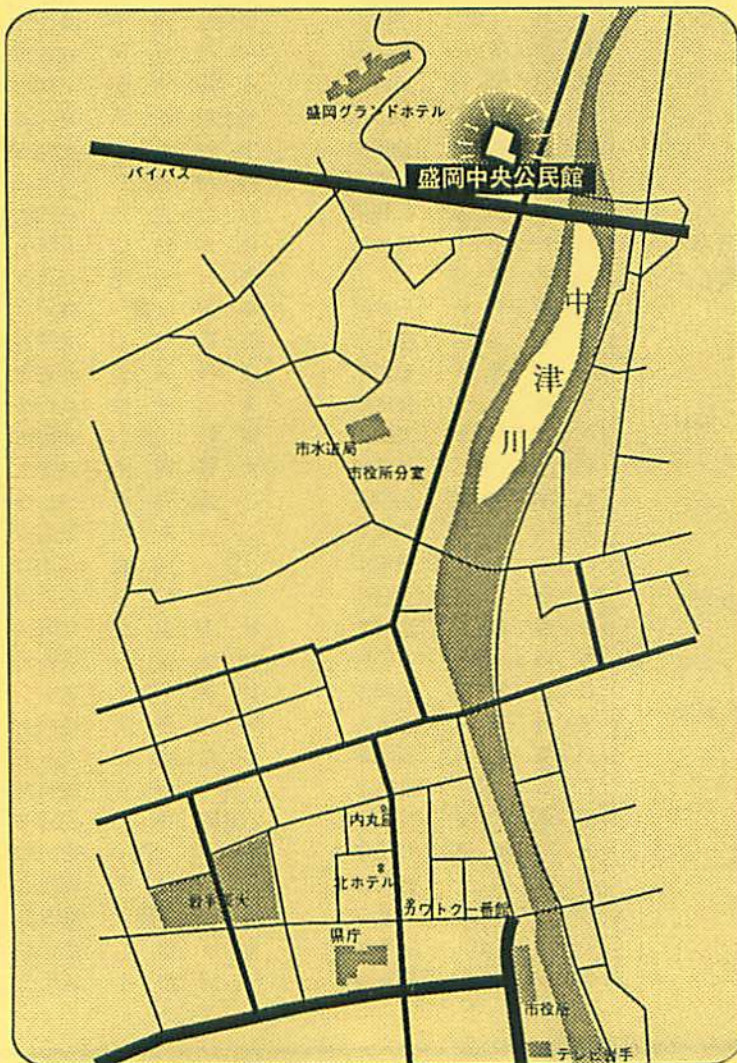 盛岡グランドホテル
バイパス
盛岡中央公民館
中津川
市水道局
市役所分室
内丸
北ホテル
岩手医大
カワトク一番館
県庁
市役所
テレビ岩手